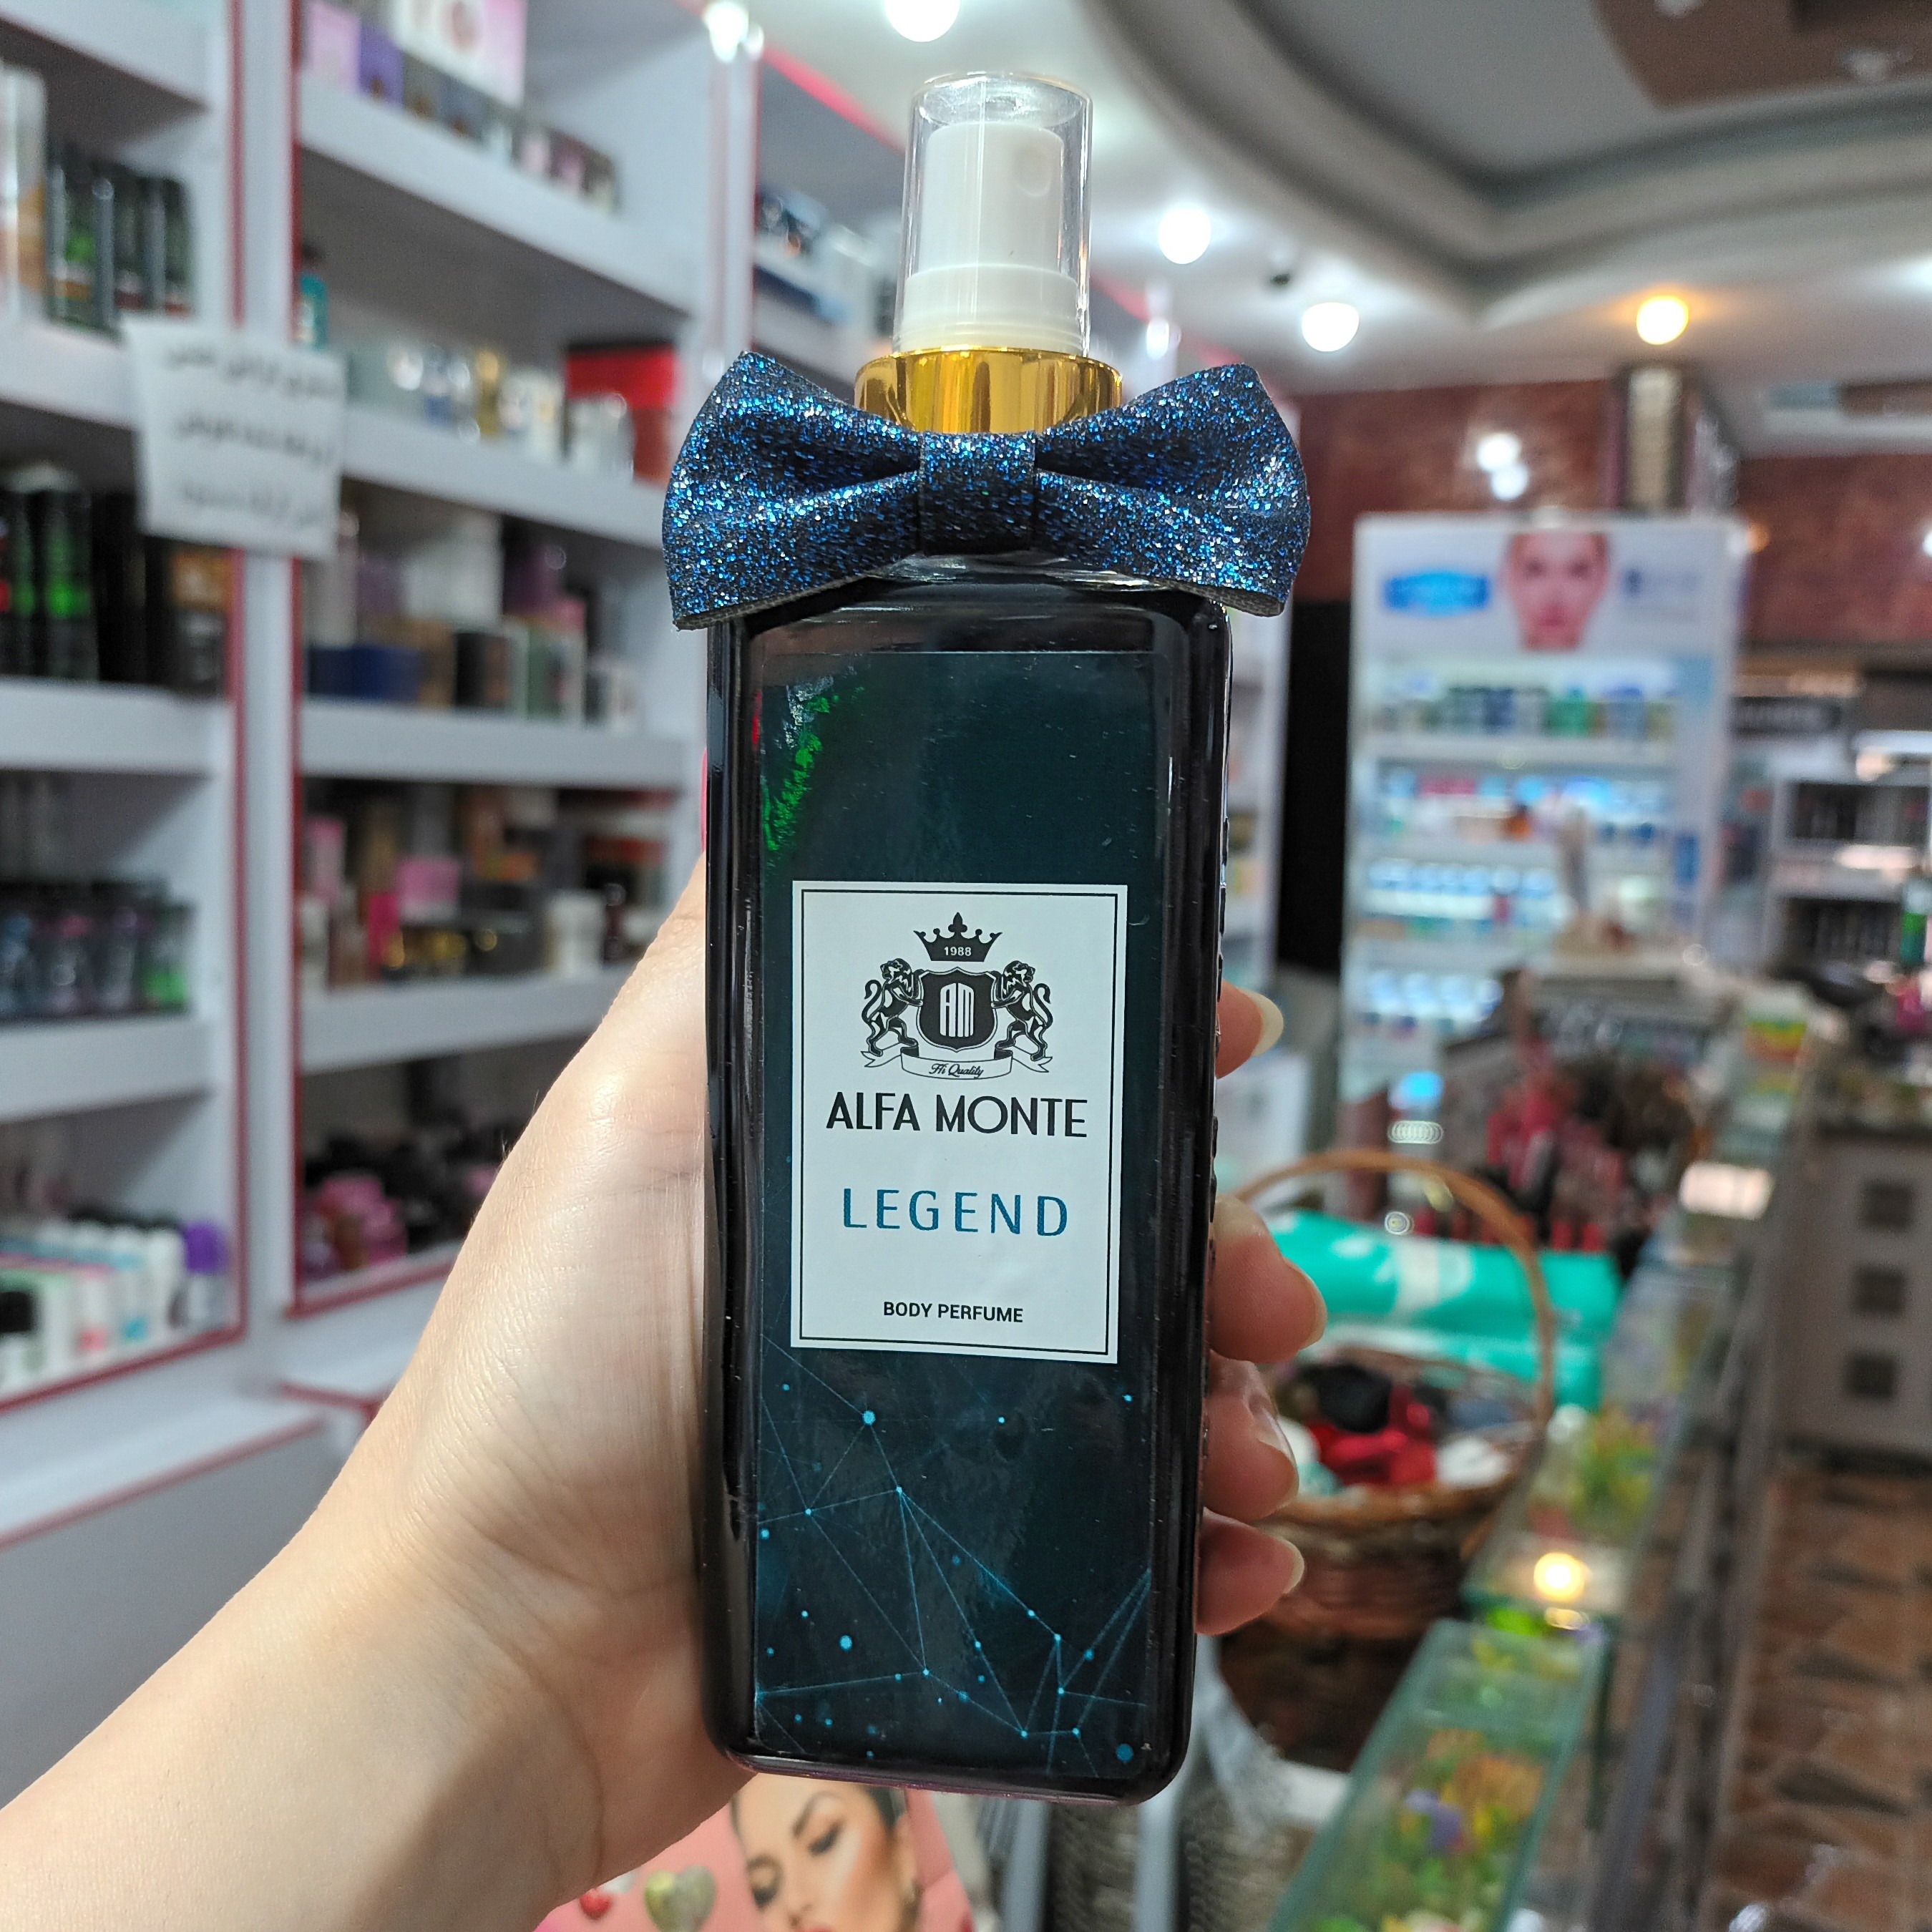 1988
AM
Hi Quality
ALFA MONTE
LEGEND
BODY PERFUME